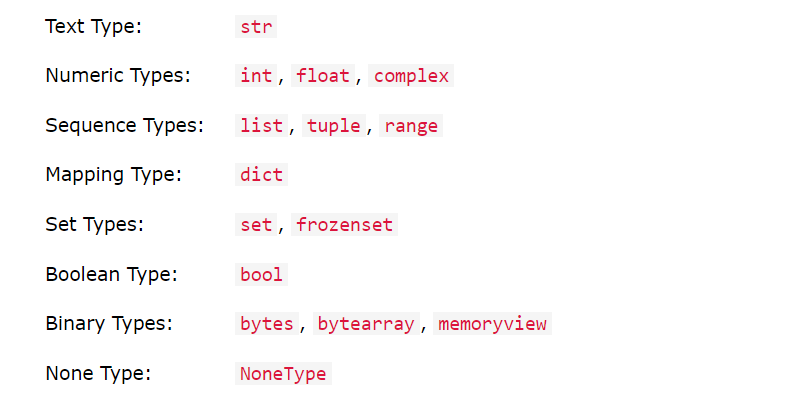 Text Type: str
Numeric Types: int, float, complex
Sequence Types: list, tuple, range
Mapping Type: dict
Set Types: set, frozenset
Boolean Type: bool
Binary Types: bytes, bytearray, memoryview
None Type: NoneType